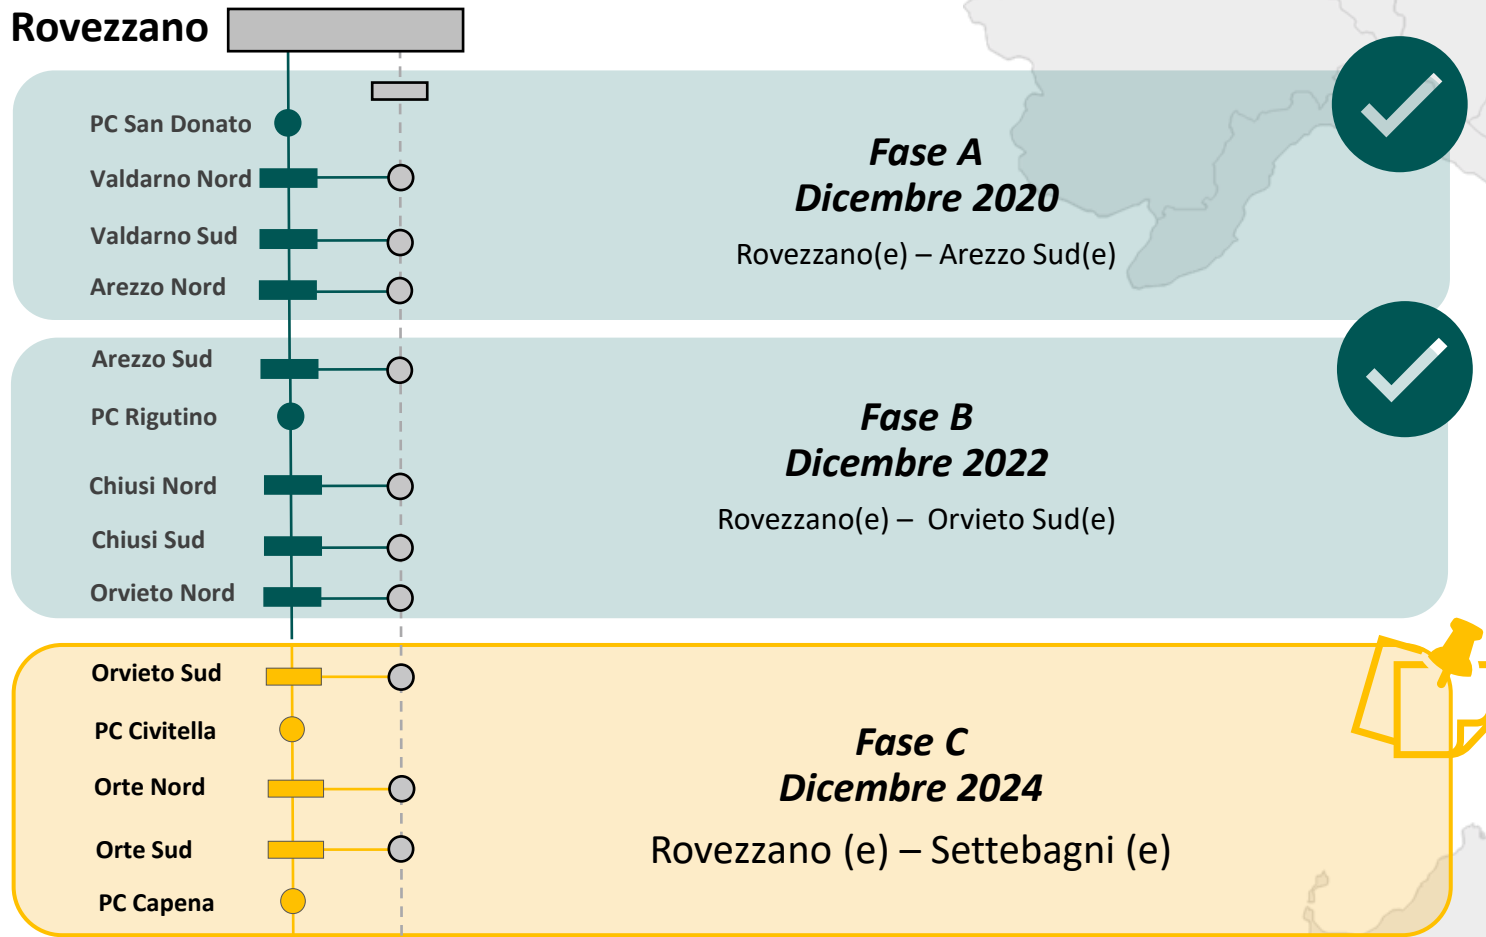 Rovezzano
PC San Donato
Valdarno Nord
Valdarno Sud
Arezzo Nord
Fase A
Dicembre 2020
Rovezzano(e) – Arezzo Sud(e)
Arezzo Sud
PC Rigutino
Chiusi Nord
Chiusi Sud
Orvieto Nord
Fase B
Dicembre 2022
Rovezzano(e) – Orvieto Sud(e)
Orvieto Sud
PC Civitella
Orte Nord
Orte Sud
PC Capena
Fase C
Dicembre 2024
Rovezzano (e) – Settebagni (e)